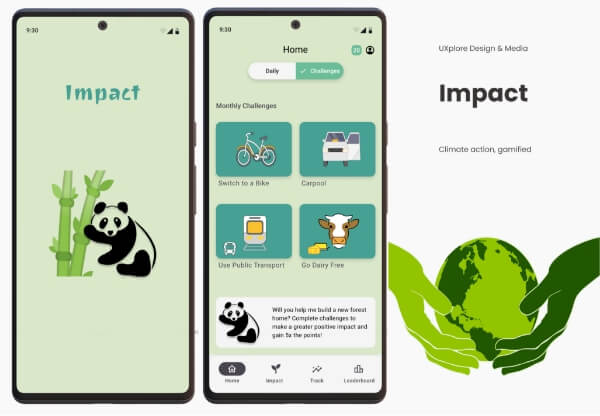 9:30
Impact
9:30
Home
20
Daily
Challenges
Monthly Challenges
Switch to a Bike
Carpool
Use Public Transport
Go Dairy Free
Will you help me build a new forest
home? Complete challenges to
make a greater positive impact and
gain 5x the points!
Home
Impact
Track
Leaderboard
UXplore Design & Media
Impact
Climate action, gamified